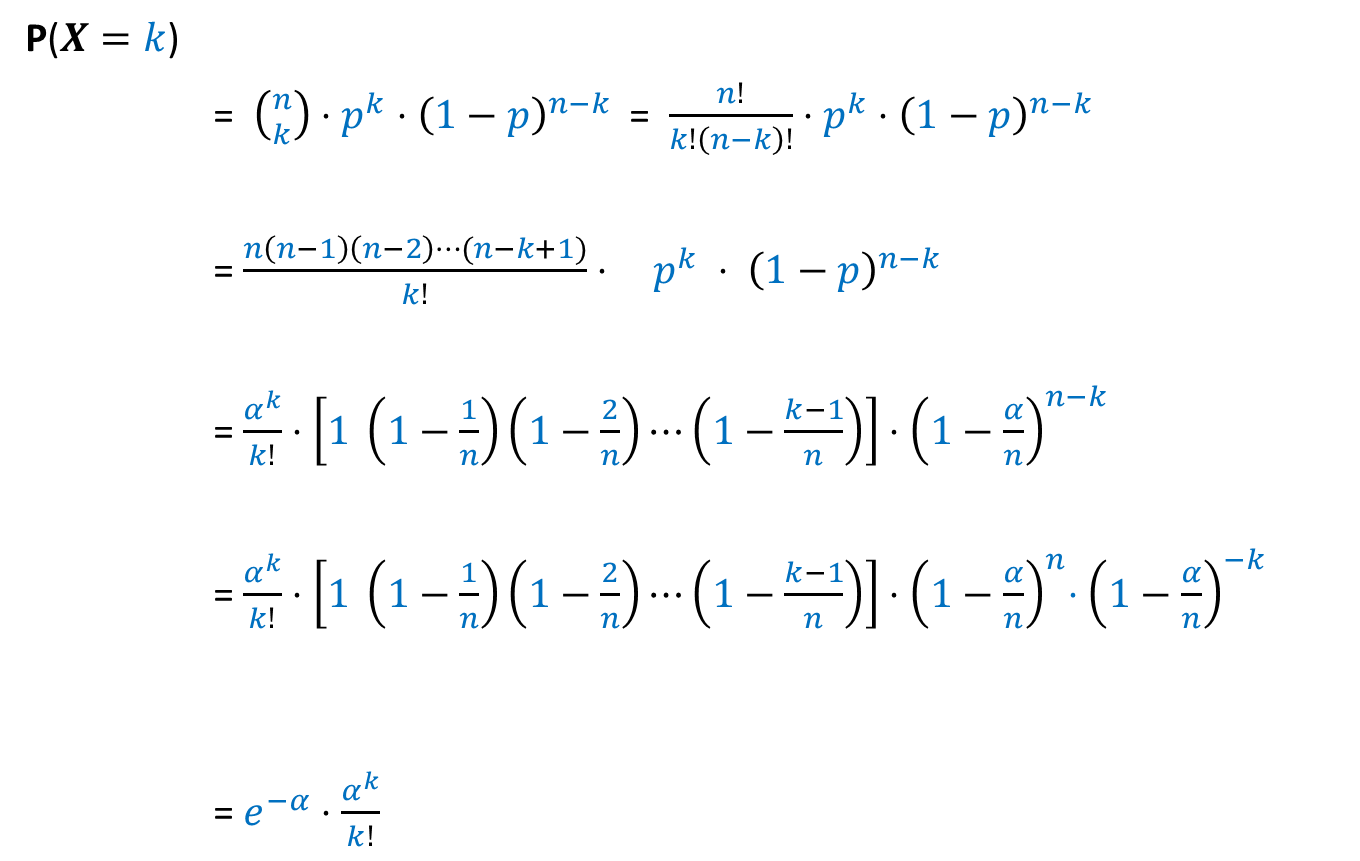 P(X = k)
= (n k) · p^k · (1 − p)^{n−k} = n! / k!(n−k)! · p^k · (1 − p)^{n−k}
= n(n−1)(n−2)⋯(n−k+1) / k! · p^k · (1 − p)^{n−k}
= α^k / k! · [1 (1 − 1/n)(1 − 2/n) ⋯ (1 − k−1/n)] · (1 − α/n)^{n−k}
= α^k / k! · [1 (1 − 1/n)(1 − 2/n) ⋯ (1 − k−1/n)] · (1 − α/n)^n · (1 − α/n)^{−k}
= e^{−α} · α^k / k!